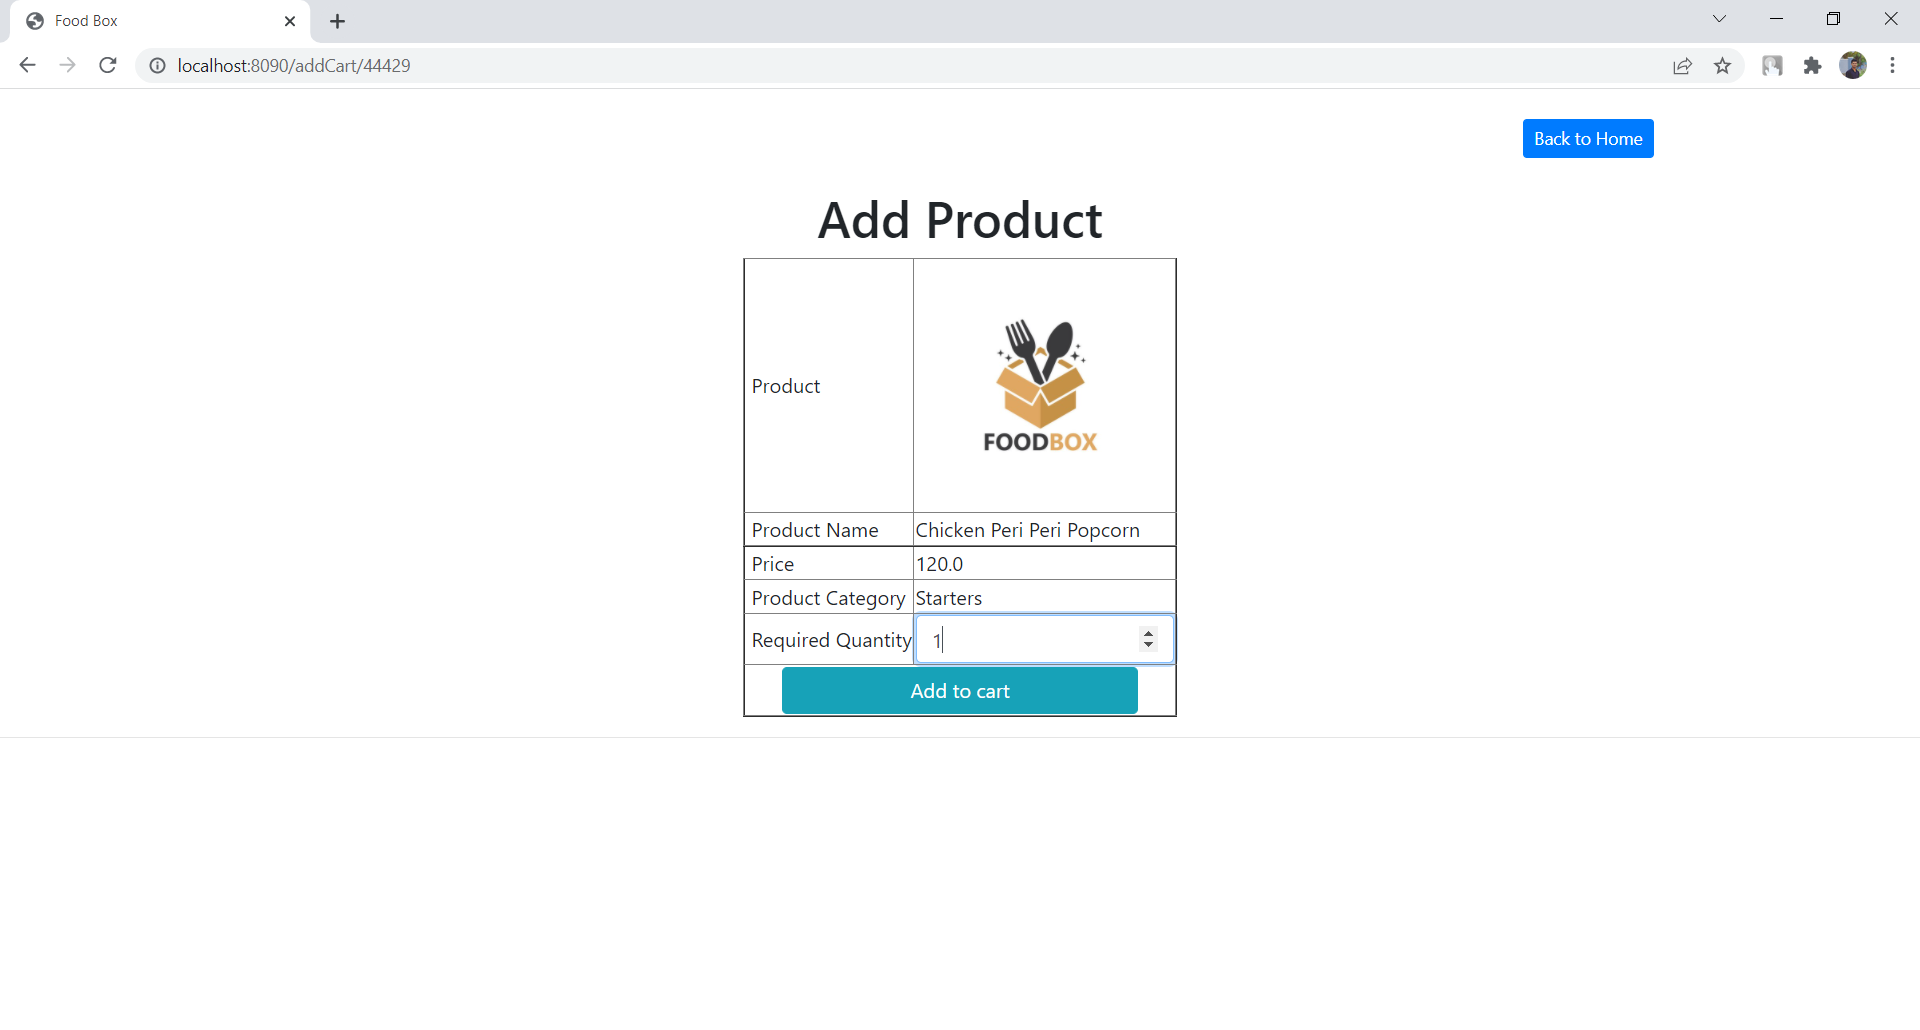 Food Box
localhost:8090/addCart/44429
Back to Home
Add Product
Product
FOODBOX
Product Name Chicken Peri Peri Popcorn
Price 120.0
Product Category Starters
Required Quantity 1
Add to cart